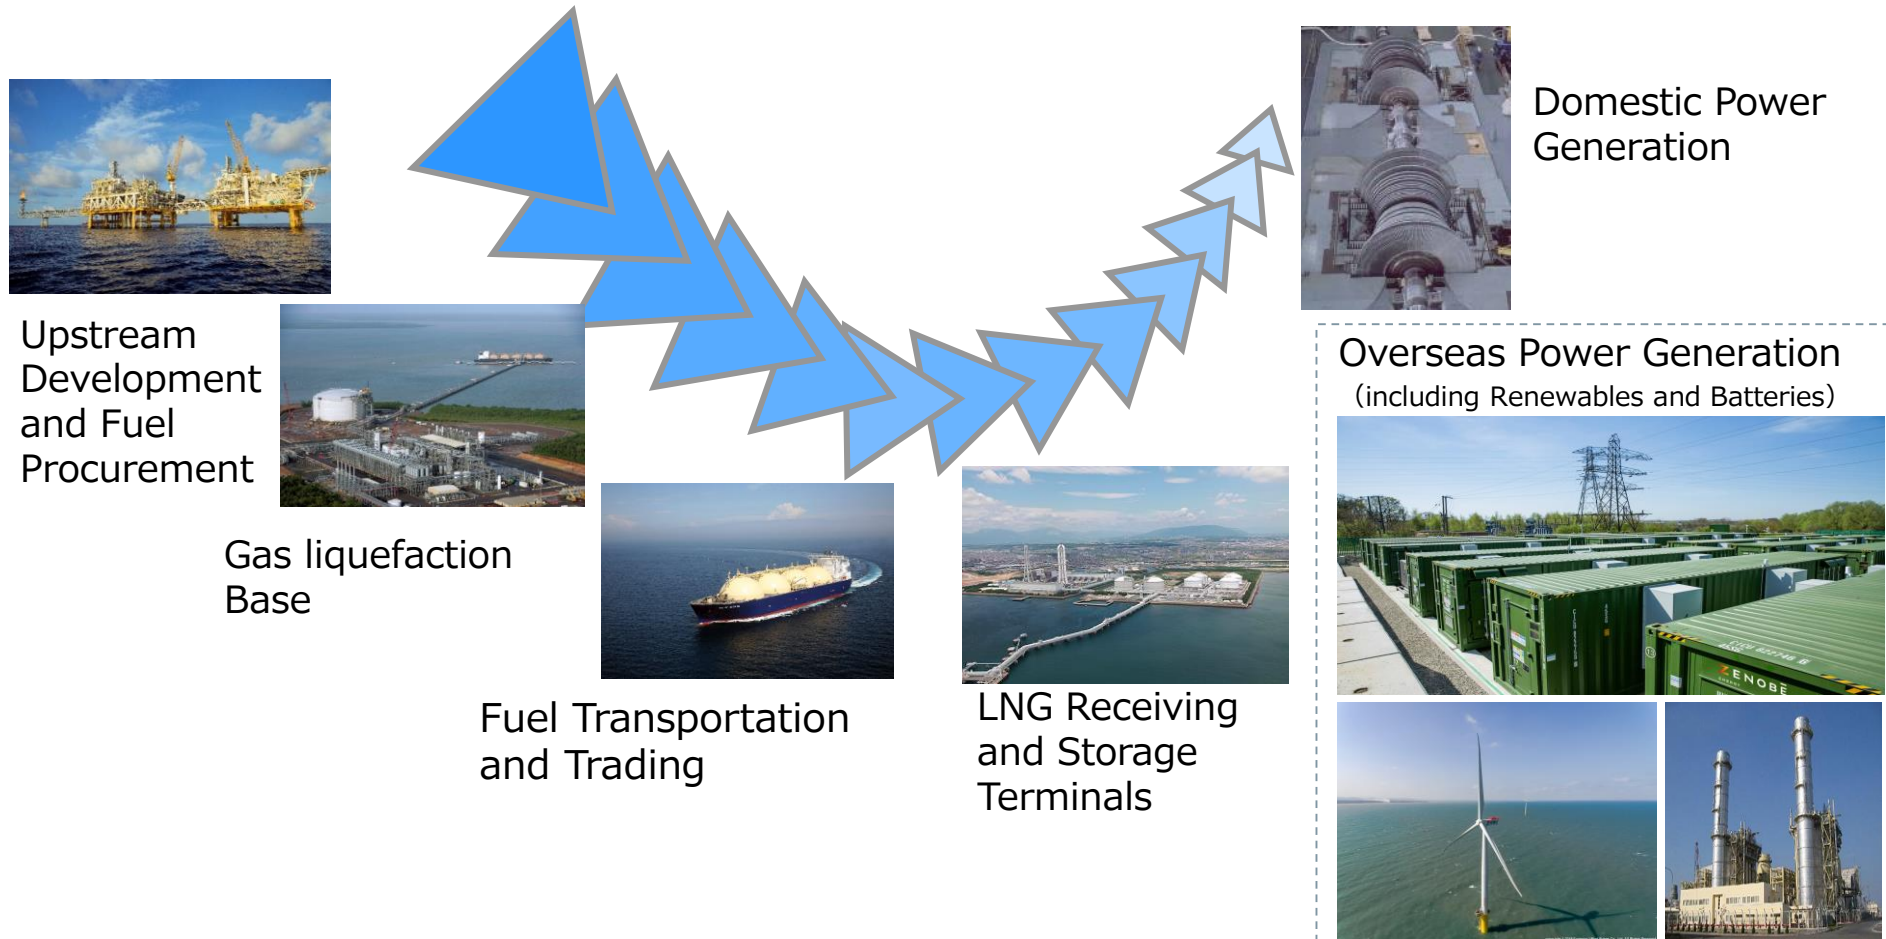 Upstream
Development
and Fuel
Procurement
Gas liquefaction
Base
Fuel Transportation
and Trading
LNG Receiving
and Storage
Terminals
Domestic Power
Generation
Overseas Power Generation
（including Renewables and Batteries）
ZENOBĒ